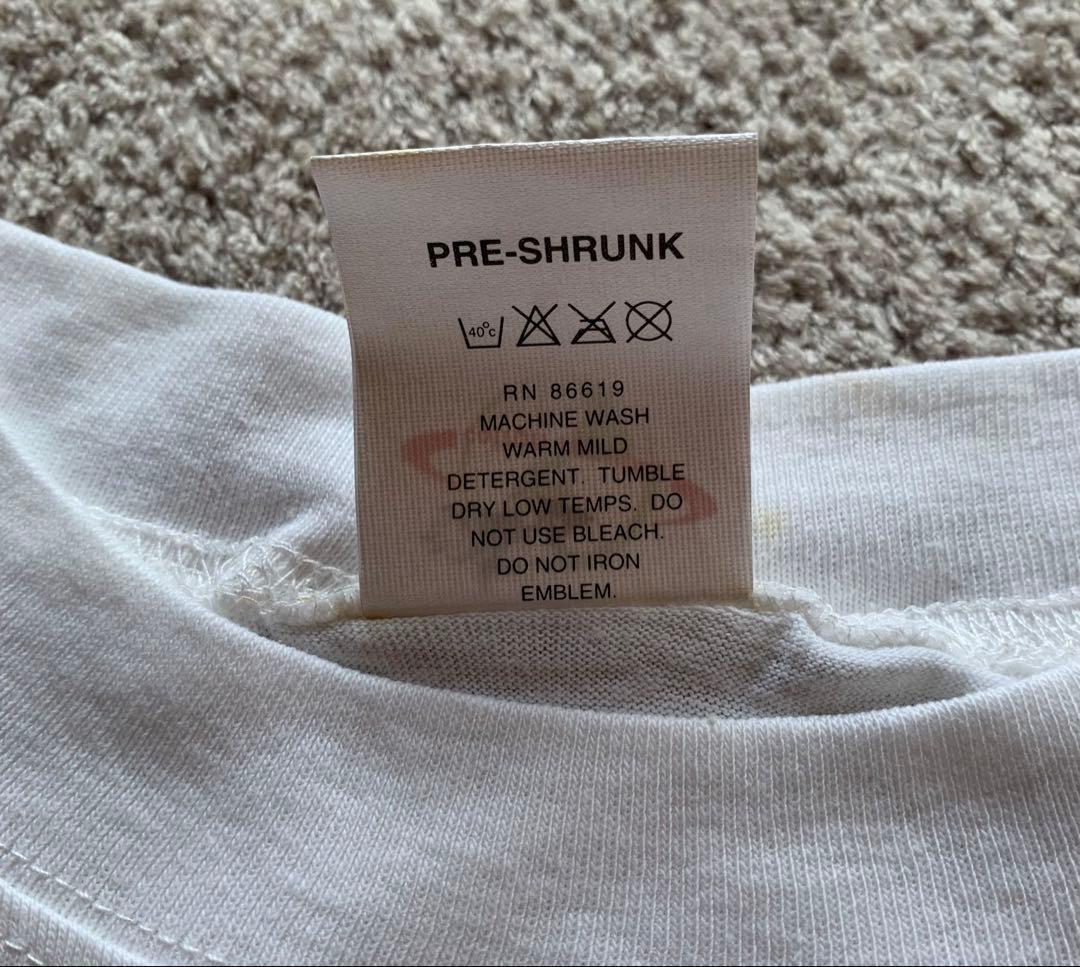 PRE-SHRUNK
40°c
RN 86619
MACHINE WASH
WARM MILD
DETERGENT. TUMBLE
DRY LOW TEMPS. DO
NOT USE BLEACH.
DO NOT IRON
EMBLEM.